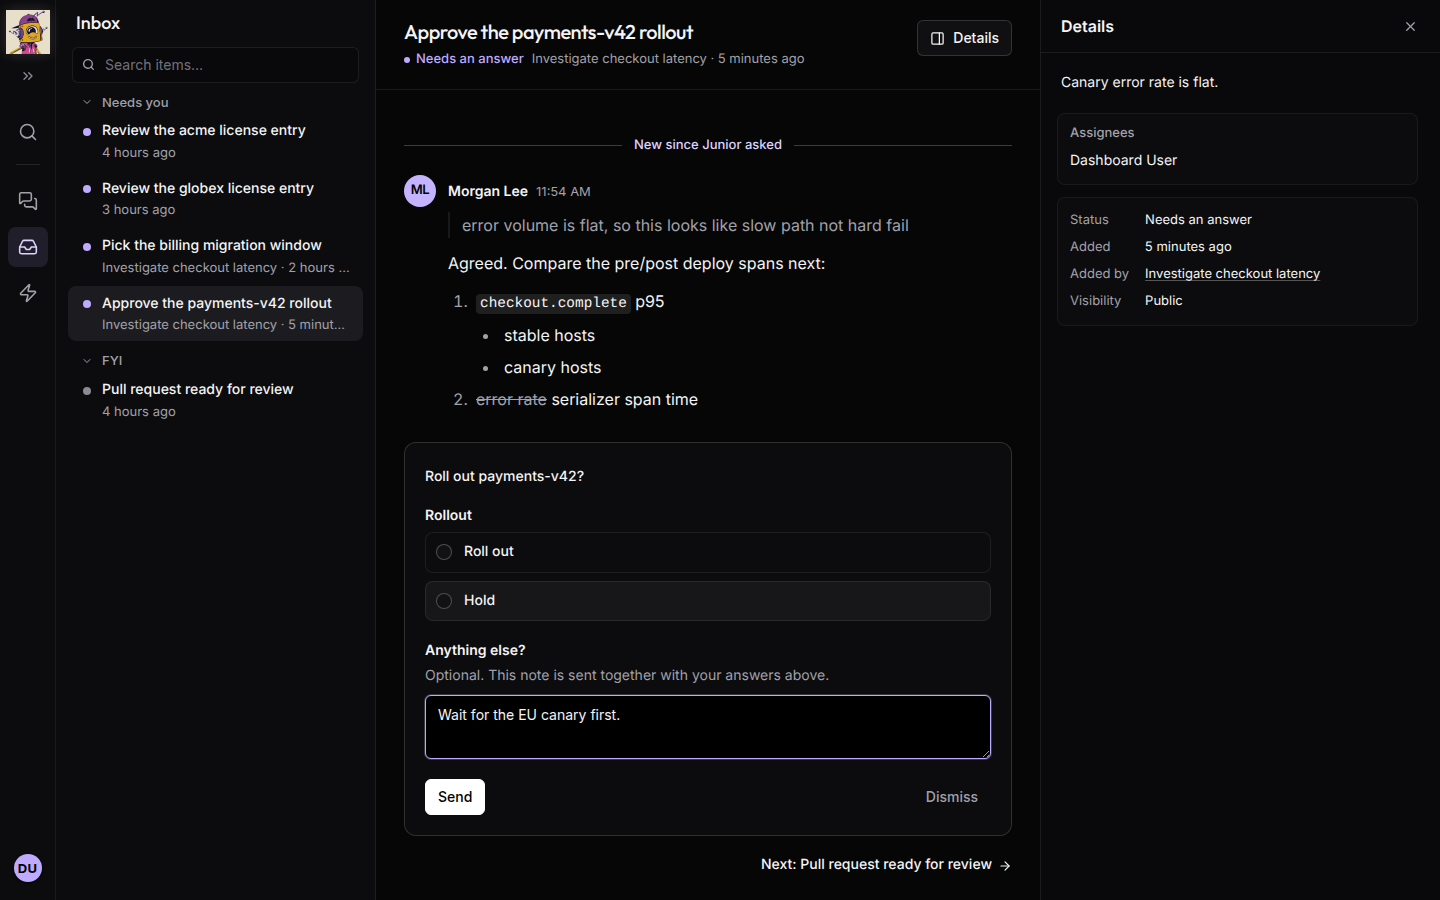 Inbox
Search items...
Needs you
Review the acme license entry
4 hours ago
Review the globex license entry
3 hours ago
Pick the billing migration window
Investigate checkout latency · 2 hours ...
Approve the payments-v42 rollout
Investigate checkout latency · 5 minut...
FYI
Pull request ready for review
4 hours ago
DU
Approve the payments-v42 rollout
Needs an answer Investigate checkout latency · 5 minutes ago
Details
New since Junior asked
ML
Morgan Lee 11:54 AM
error volume is flat, so this looks like slow path not hard fail
Agreed. Compare the pre/post deploy spans next:
1. checkout.complete p95
• stable hosts
• canary hosts
2. error rate serializer span time
Roll out payments-v42?
Rollout
Roll out
Hold
Anything else?
Optional. This note is sent together with your answers above.
Wait for the EU canary first.
Send
Dismiss
Next: Pull request ready for review →
Details
Canary error rate is flat.
Assignees
Dashboard User
Status Needs an answer
Added 5 minutes ago
Added by Investigate checkout latency
Visibility Public